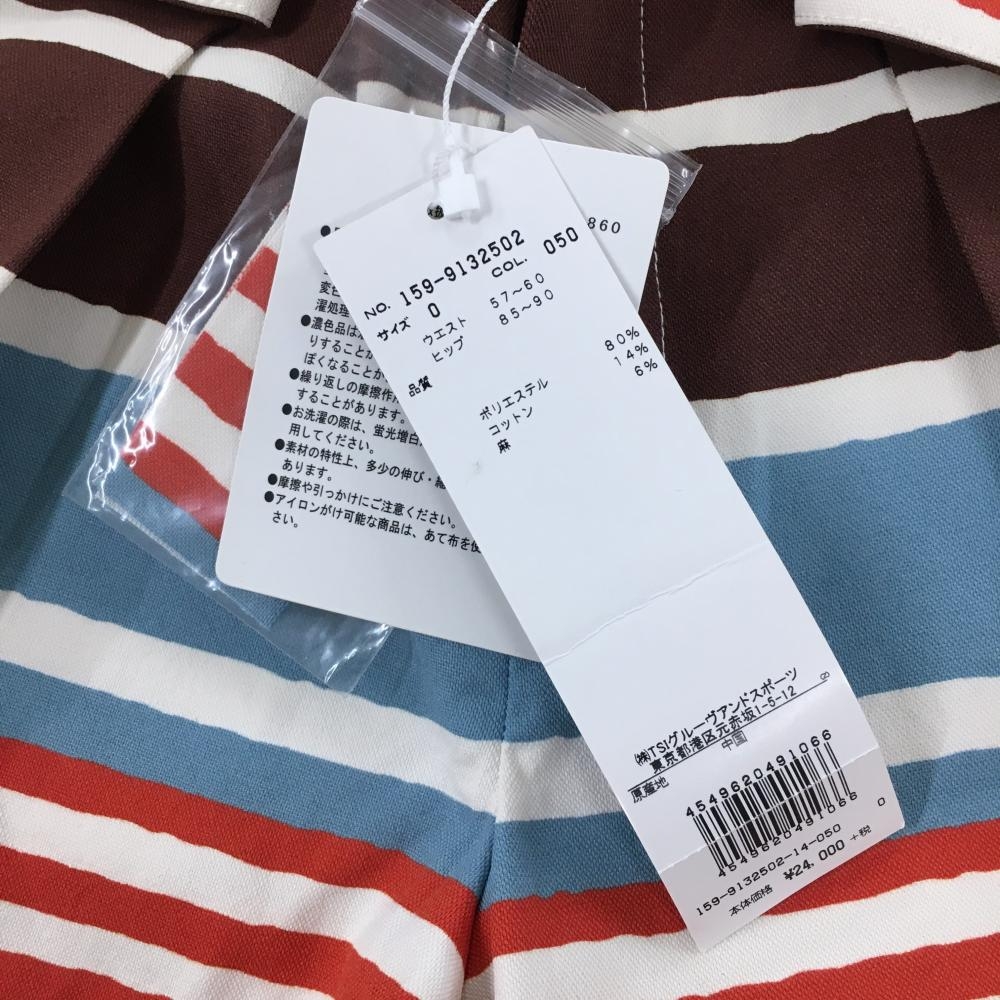 NO. 159-9132502
COL. 050
サイズ 0
ウエスト 57~60
ヒップ 85~90
品質
ポリエステル 80%
コットン 14%
麻 6%
㈱TSIグルーヴアンドスポーツ
東京都港区元赤坂1-5-12
原産地 中国
4549620491066
4549620491066
0
159-9132502-14-050
本体価格 ¥24,000 +税
860
変色
濯処理
●濃色品は
りすることが
ぽくなることが
●繰り返しの摩擦作
することがあります。
●お洗濯の際は、蛍光増白
用してください。
●素材の特性上、多少の伸び・縮
あります。
●摩擦や引っかけにご注意ください。
●アイロンがけ可能な商品は、あて布を使
さい。